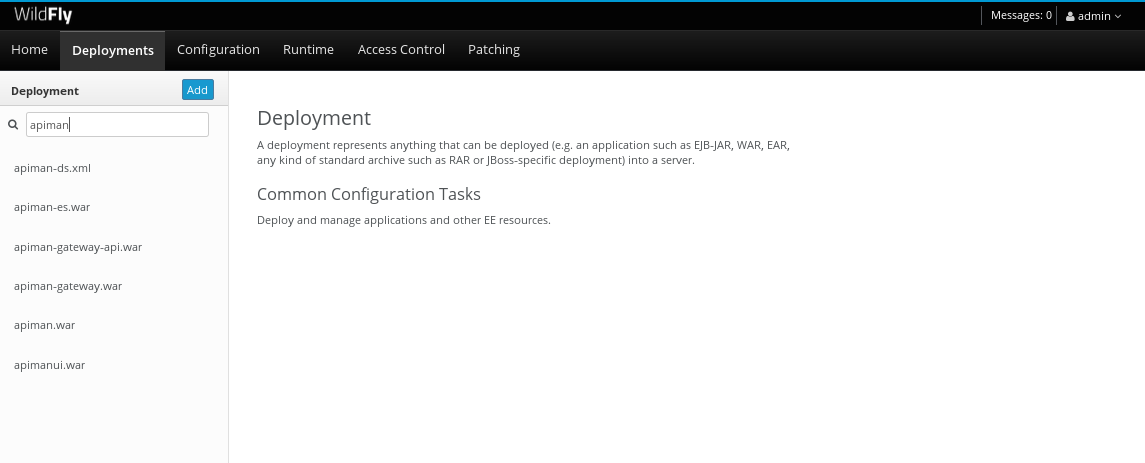 WildFly
Messages: 0
admin
Home Deployments Configuration Runtime Access Control Patching
Deployment
Add
apiman
apiman-ds.xml
apiman-es.war
apiman-gateway-api.war
apiman-gateway.war
apiman.war
apimanui.war
Deployment
A deployment represents anything that can be deployed (e.g. an application such as EJB-JAR, WAR, EAR,
any kind of standard archive such as RAR or JBoss-specific deployment) into a server.
Common Configuration Tasks
Deploy and manage applications and other EE resources.